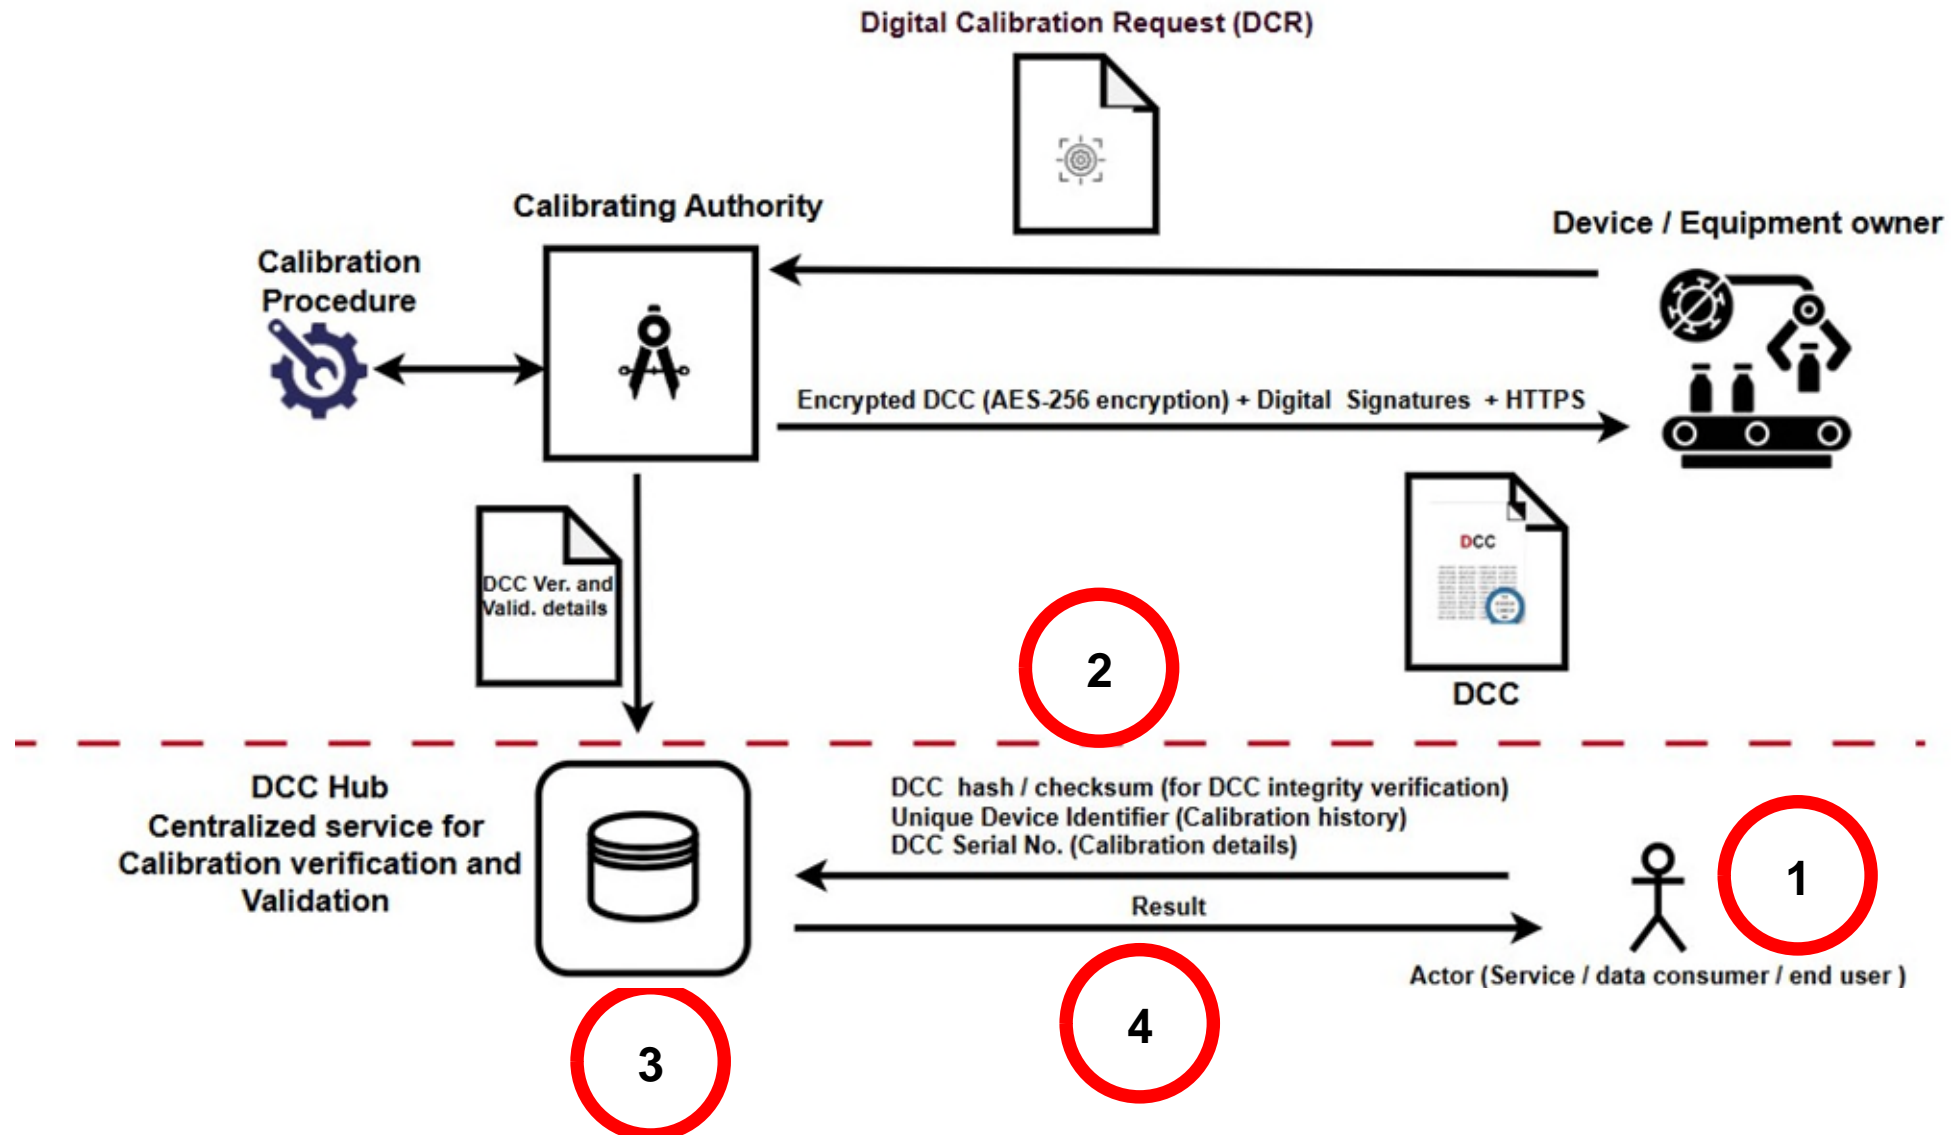 Digital Calibration Request (DCR)
Calibrating Authority
Device / Equipment owner
Calibration
Procedure
Encrypted DCC (AES-256 encryption) + Digital Signatures + HTTPS
DCC Ver. and
Valid. details
DCC
DCC
2
DCC Hub
Centralized service for
Calibration verification and
Validation
DCC hash / checksum (for DCC integrity verification)
Unique Device Identifier (Calibration history)
DCC Serial No. (Calibration details)
Result
1
Actor (Service / data consumer / end user )
3
4